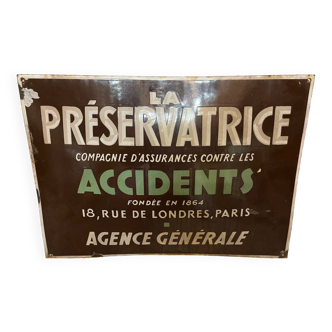 LA
PRÉSERVATRICE
COMPAGNIE D'ASSURANCES CONTRE LES
ACCIDENTS
FONDÉE EN 1864
18, RUE DE LONDRES, PARIS
AGENCE GÉNÉRALE